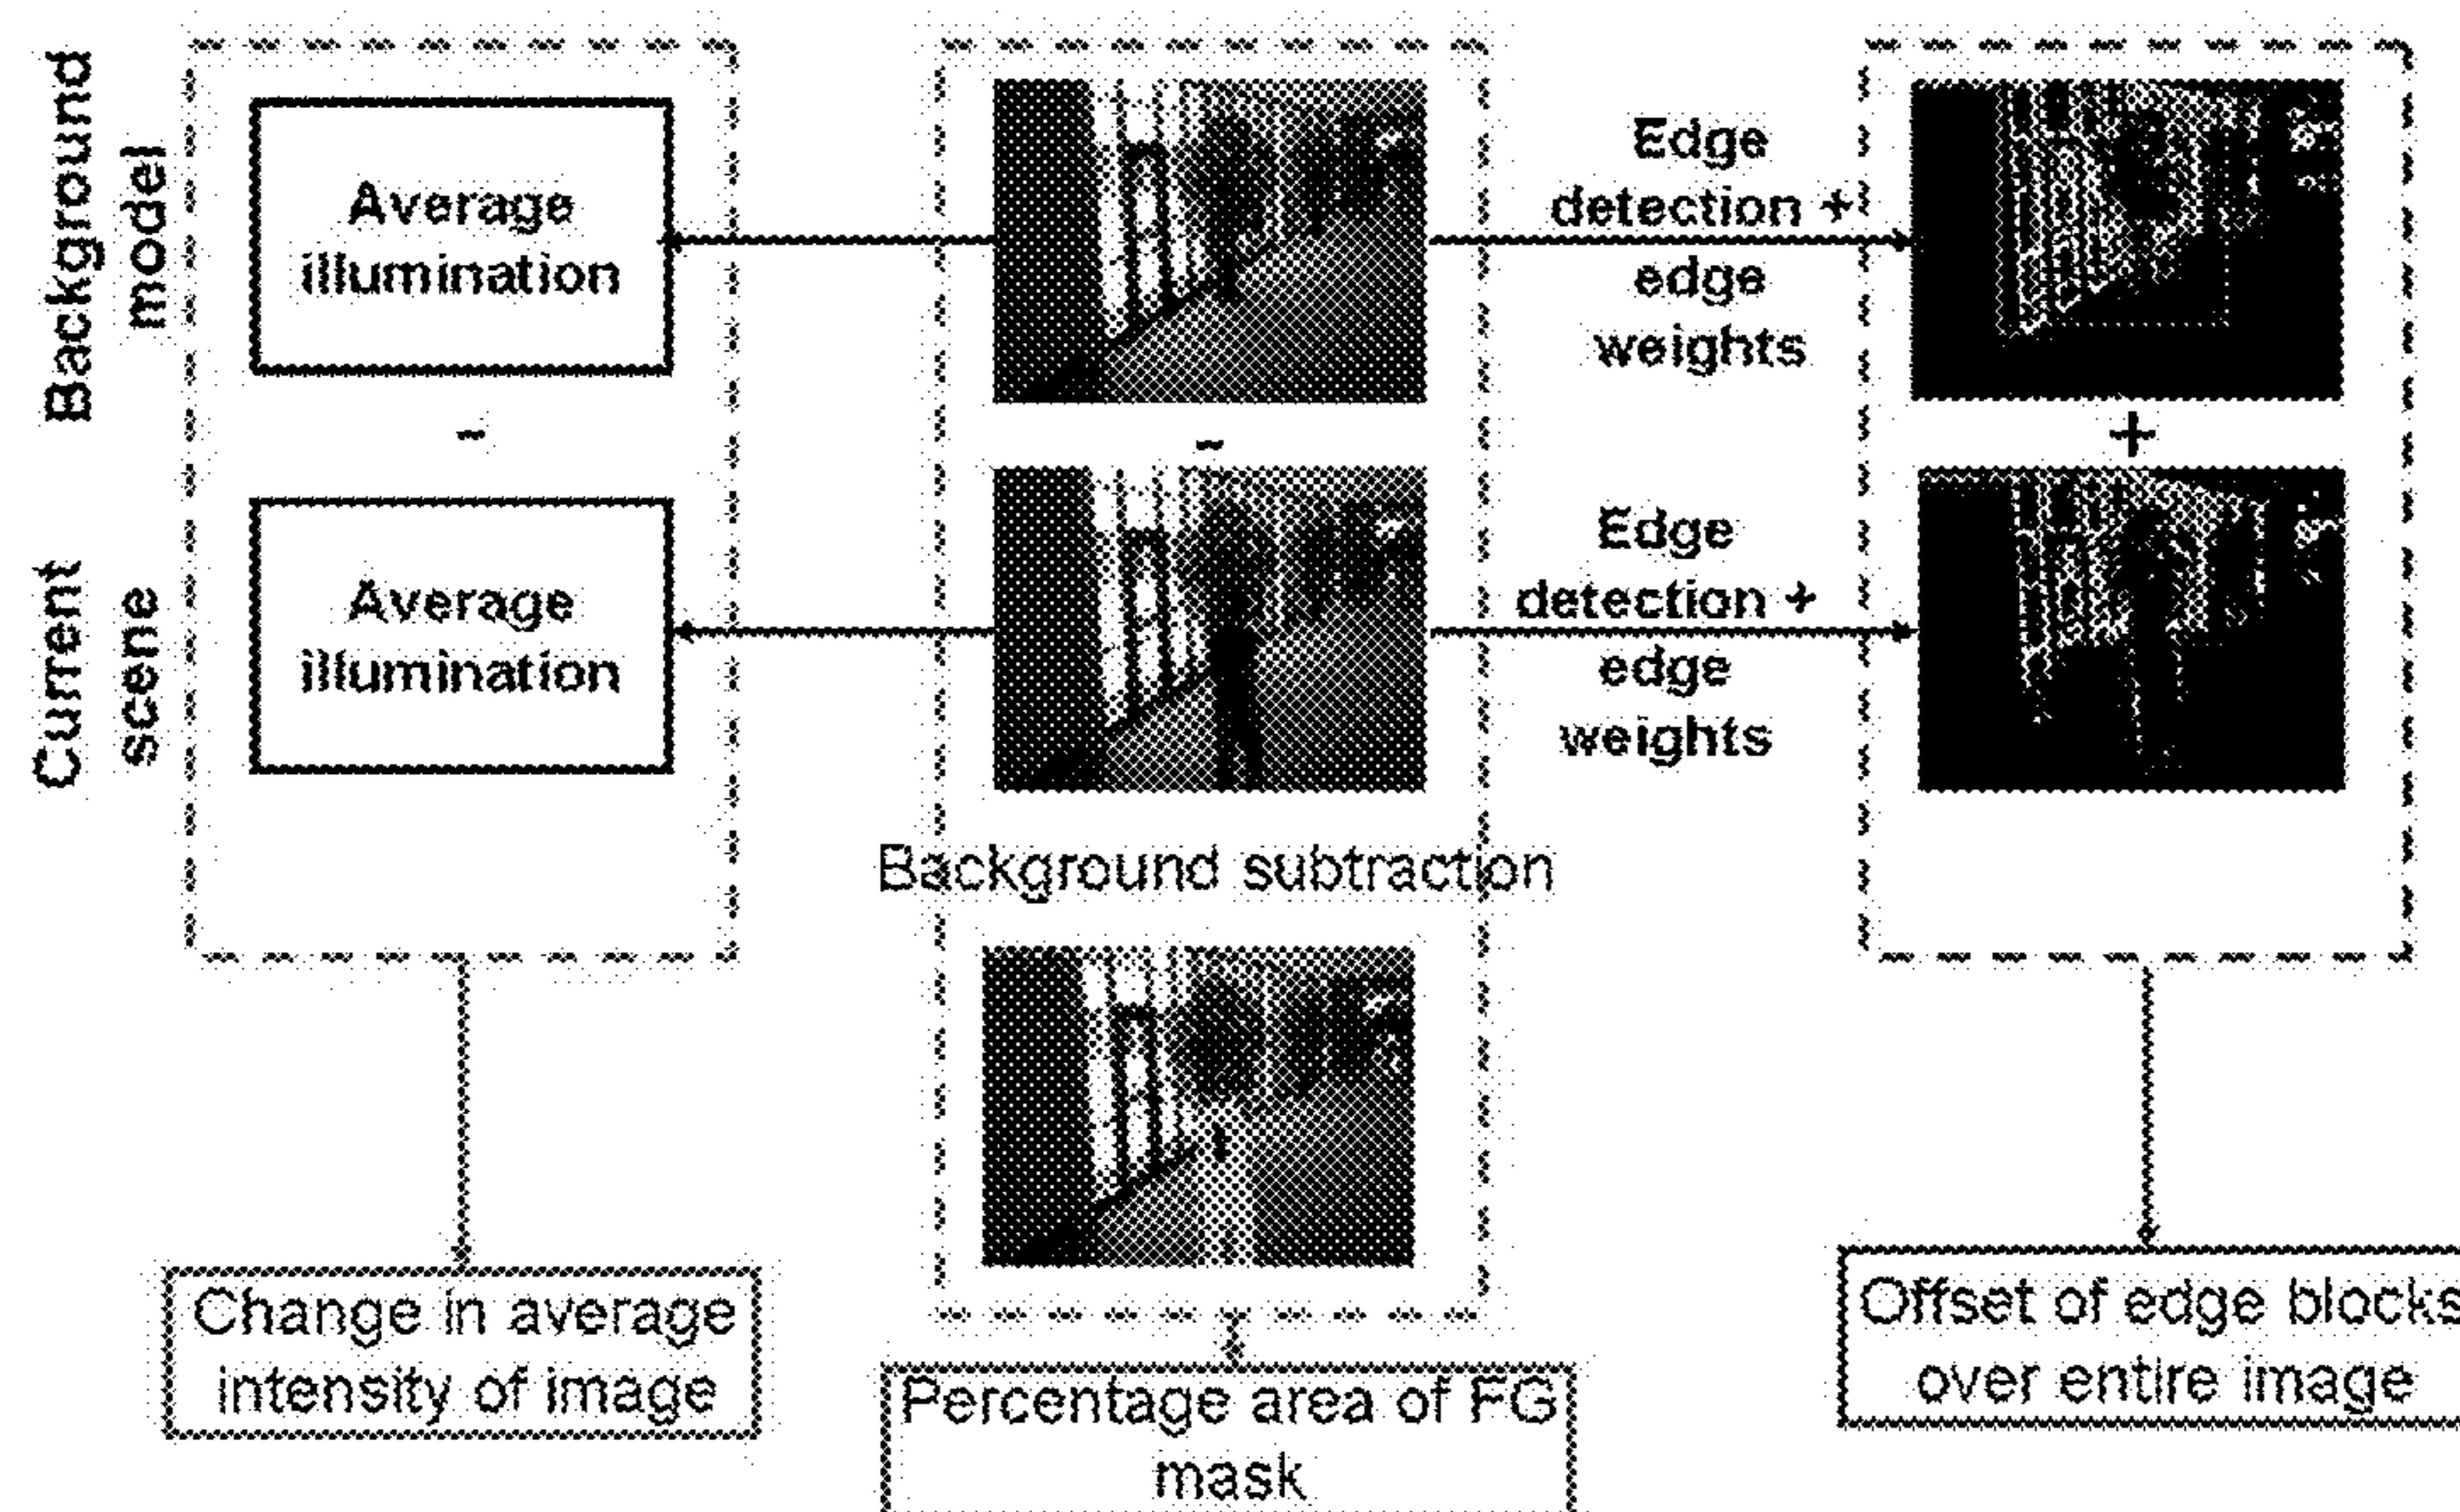 Background
model
Average
illumination
-
Edge
detection +
edge
weights
-
+
Current
scene
Average
illumination
Edge
detection +
edge
weights
Background subtraction
Change in average
intensity of image
Percentage area of FG
mask
Offset of edge blocks
over entire image